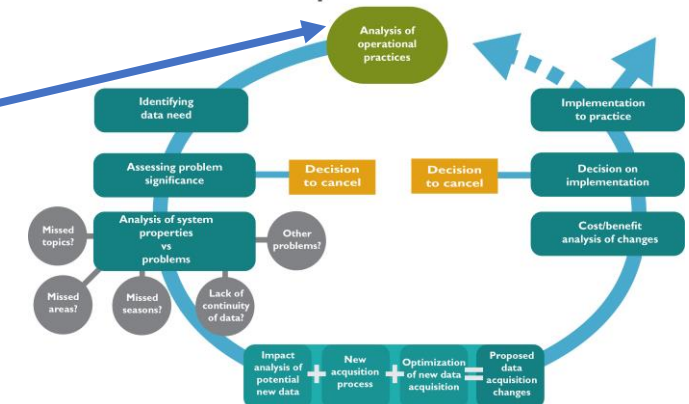 Analysis of
operational
practices
Identifying
data need
Assessing problem
significance
Decision
to cancel
Analysis of system
properties
vs
problems
Missed
topics?
Missed
areas?
Missed
seasons?
Lack of
continuity
of data?
Other
problems?
Impact
analysis of
potential
new data
+
New
acqusition
process
+
Optimization
of new data
acquisition
=
Proposed
data
acquisition
changes
Cost/benefit
analysis of changes
Decision on
implementation
Decision
to cancel
Implementation
to practice